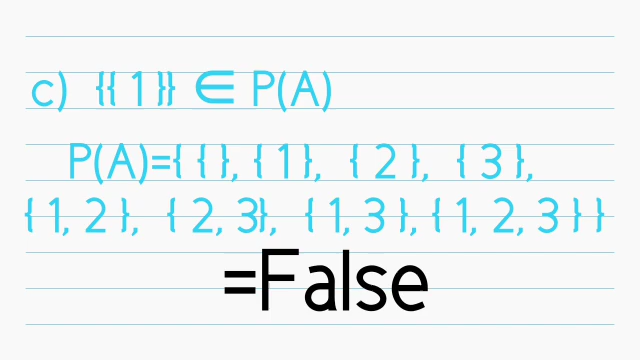 c) {{ 1 }} ∈ P(A)
P(A)={ { }, { 1 }, { 2 }, { 3 },
{ 1, 2 }, { 2, 3}, { 1, 3 }, { 1, 2, 3 } }
=False